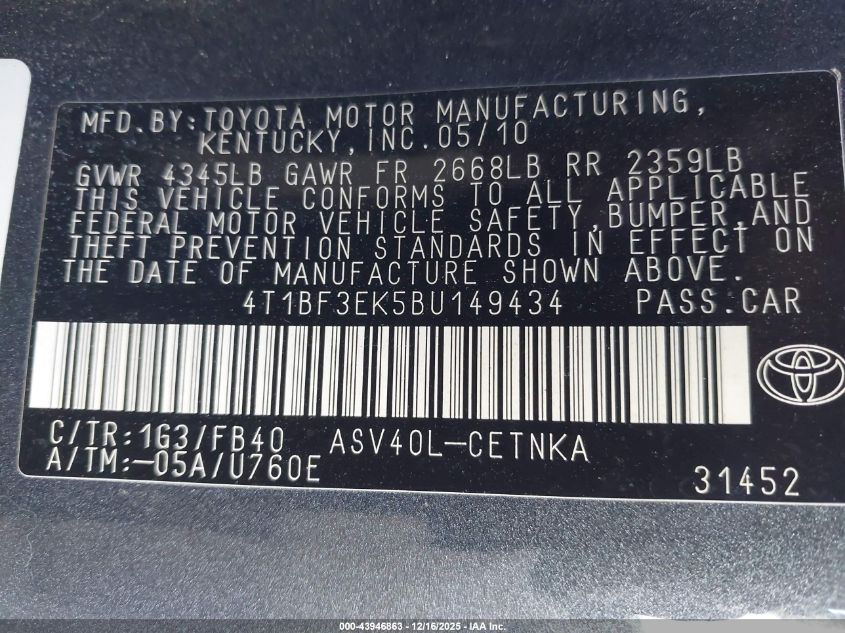 MFD.BY:TOYOTA MOTOR MANUFACTURING,
KENTUCKY,INC.05/10
GVWR 4345LB GAWR FR 2668LB RR 2359LB
THIS VEHICLE CONFORMS TO ALL APPLICABLE
FEDERAL MOTOR VEHICLE SAFETY,BUMPER,AND
THEFT PREVENTION STANDARDS IN EFFECT ON
THE DATE OF MANUFACTURE SHOWN ABOVE.
4T1BF3EK5BU149434 PASS.CAR
C/TR:1G3/FB40 ASV40L-CETNKA
A/TM:-05A/U760E
31452
000-43946863 - 12/16/2025 - IAA Inc.